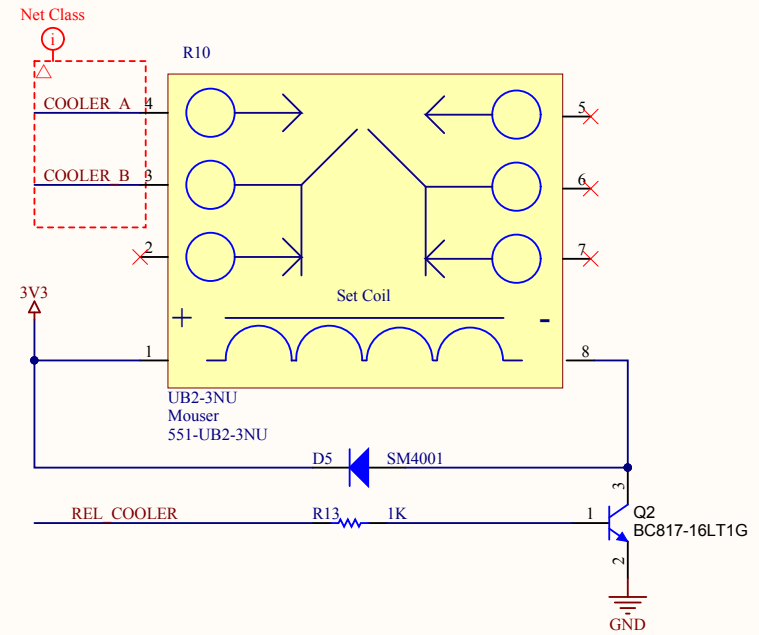 Net Class
i
R10
COOLER_A 4
5
COOLER_B 3
6
2
7
Set Coil
3V3
+ -
1
8
UB2-3NU
Mouser
551-UB2-3NU
D5 SM4001
3
REL_COOLER R13 1K 1
Q2
BC817-16LT1G
2
GND